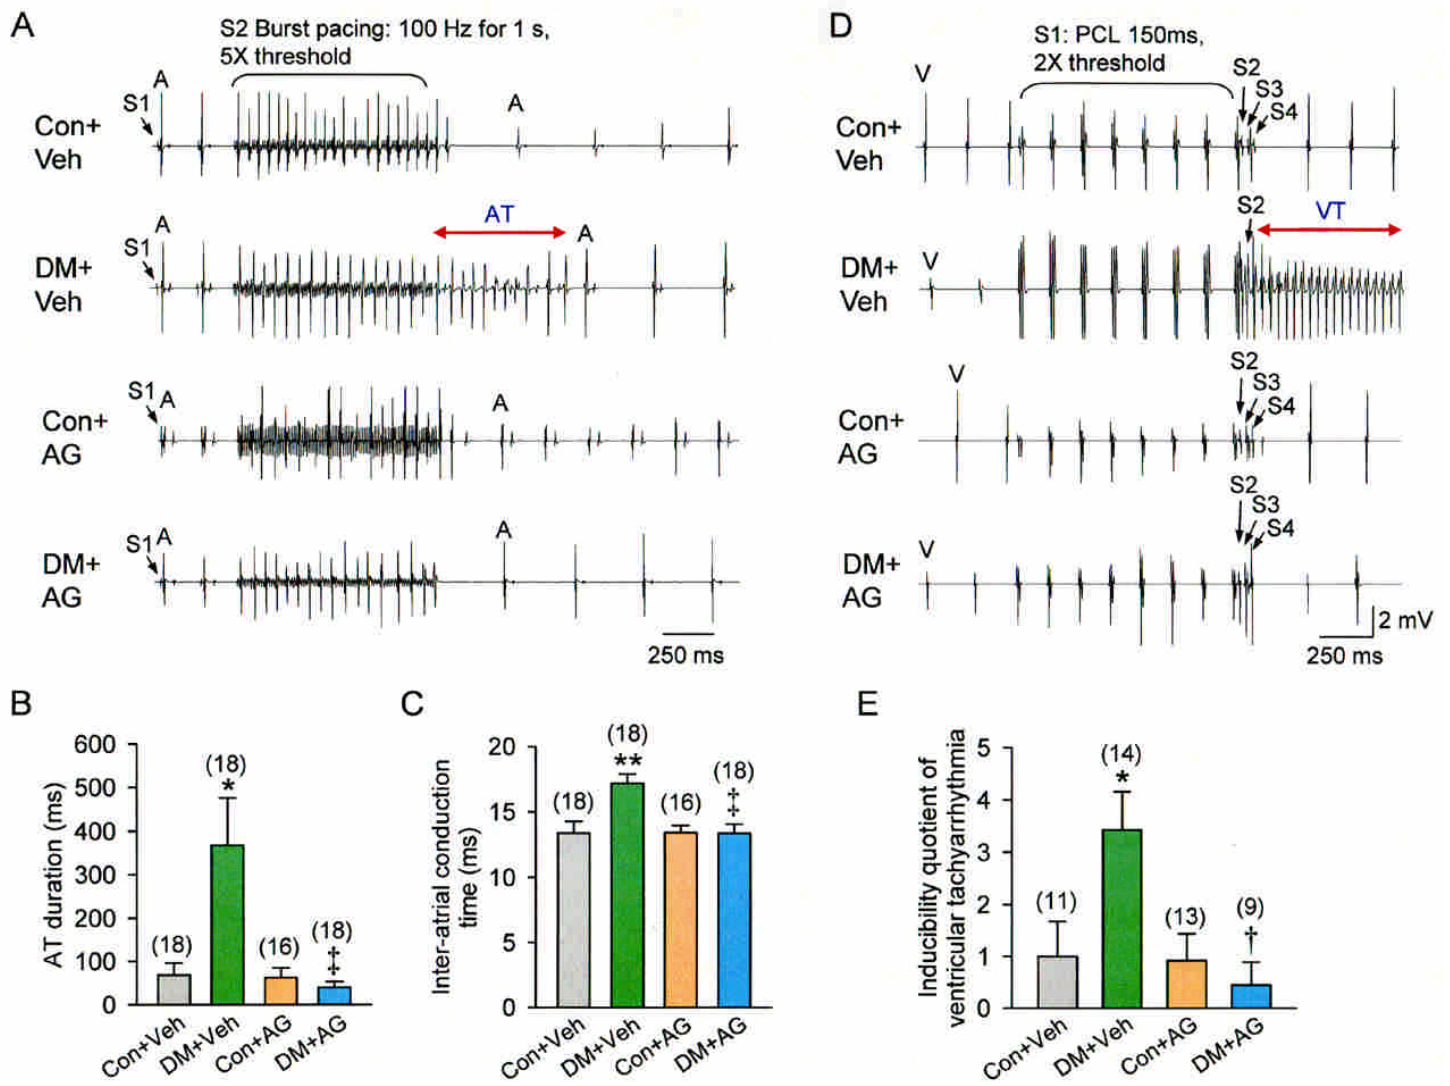 A
S2 Burst pacing: 100 Hz for 1 s,
5X threshold
A
S1
A
Con+
Veh
AT
A
S1
A
DM+
Veh
S1
A
A
Con+
AG
S1
A
A
DM+
AG
250 ms
D
S1: PCL 150ms,
2X threshold
V
S2
S3
S4
Con+
Veh
S2
VT
V
DM+
Veh
S2
V
S3
S4
Con+
AG
S2
S3
S4
V
DM+
AG
2 mV
250 ms
B
AT duration (ms)
600
500
400
300
200
100
0
(18)
(18)
*
(16)
(18)
‡
Con+Veh
DM+Veh
Con+AG
DM+AG
C
Inter-atrial conduction
time (ms)
20
15
10
5
0
(18)
(18)
**
(16)
(18)
‡
Con+Veh
DM+Veh
Con+AG
DM+AG
E
Inducibility quotient of
ventricular tachyarrhythmia
5
4
3
2
1
0
(11)
(14)
*
(13)
(9)
†
Con+Veh
DM+Veh
Con+AG
DM+AG